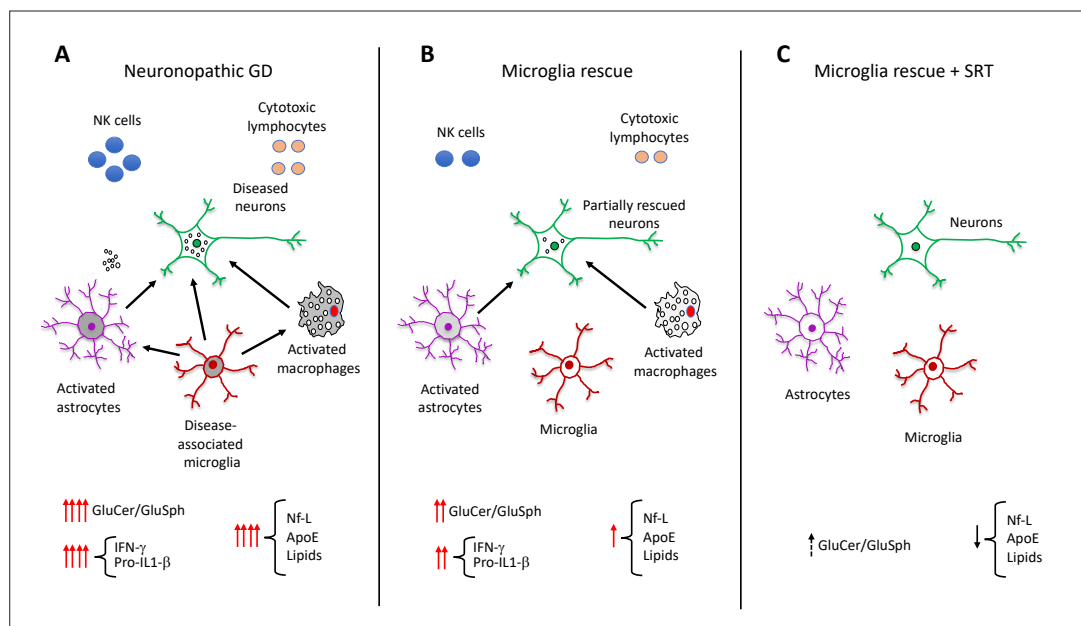 A
Neuronopathic GD
NK cells
Cytotoxic
lymphocytes
Diseased
neurons
Activated
astrocytes
Activated
macrophages
Disease-
associated
microglia
GluCer/GluSph
IFN-γ
Pro-IL1-β
Nf-L
ApoE
Lipids
B
Microglia rescue
NK cells
Cytotoxic
lymphocytes
Partially rescued
neurons
Activated
astrocytes
Activated
macrophages
Microglia
GluCer/GluSph
IFN-γ
Pro-IL1-β
Nf-L
ApoE
Lipids
C
Microglia rescue + SRT
Neurons
Astrocytes
Microglia
GluCer/GluSph
Nf-L
ApoE
Lipids